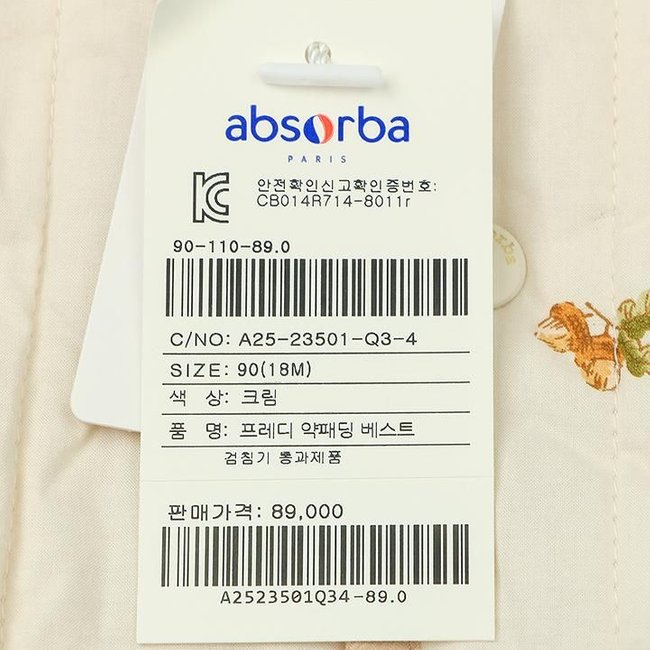 absorba
PARIS
안전확인신고확인증번호:
CB014R714-8011r
90-110-89.0
C/NO: A25-23501-Q3-4
SIZE: 90(18M)
색 상: 크림
품 명: 프레디 약패딩 베스트
검침기 통과제품
판매가격: 89,000
A2523501Q34-89.0